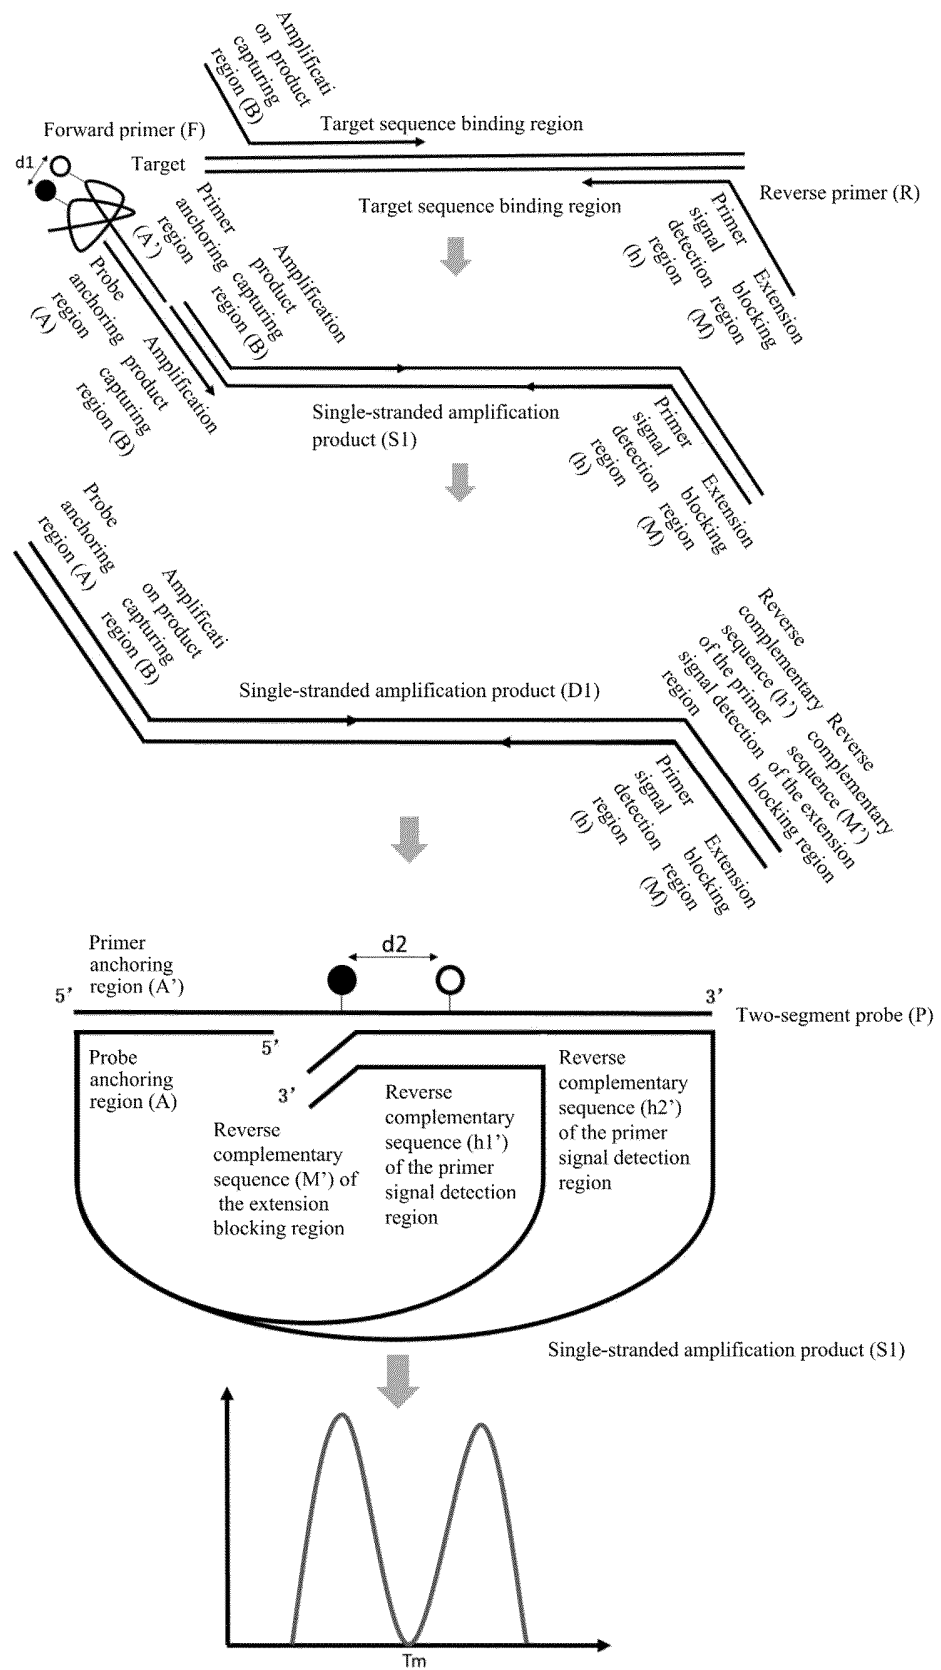 Amplificati
on product
capturing
region (B)
Forward primer (F)
Target sequence binding region
d1
Target
Reverse primer (R)
Target sequence binding region
Primer
anchoring
region
(A’)
Amplification
product
capturing
region (B)
Primer
signal
detection
region
(h)
Extension
blocking
region
(M)
Probe
anchoring
region
(A)
Amplification
product
capturing
region (B)
Single-stranded amplification
product (S1)
Primer
signal
detection
region
(h)
Extension
blocking
region
(M)
Probe
anchoring
region (A)
Amplificati
on product
capturing
region (B)
Single-stranded amplification product (D1)
Reverse
complementary
sequence (h’)
of the primer
signal detection
region
Reverse
complementary
sequence (M’)
of the extension
blocking region
Primer
signal
detection
region
(h)
Extension
blocking
region
(M)
Primer
anchoring
region (A’)
d2
5’
3’
Two-segment probe (P)
5’
Probe
anchoring
region (A)
3’
Reverse
complementary
sequence (M’) of
the extension
blocking region
Reverse
complementary
sequence (h1’)
of the primer
signal detection
region
Reverse
complementary
sequence (h2’)
of the primer
signal detection
region
Single-stranded amplification product (S1)
Tm